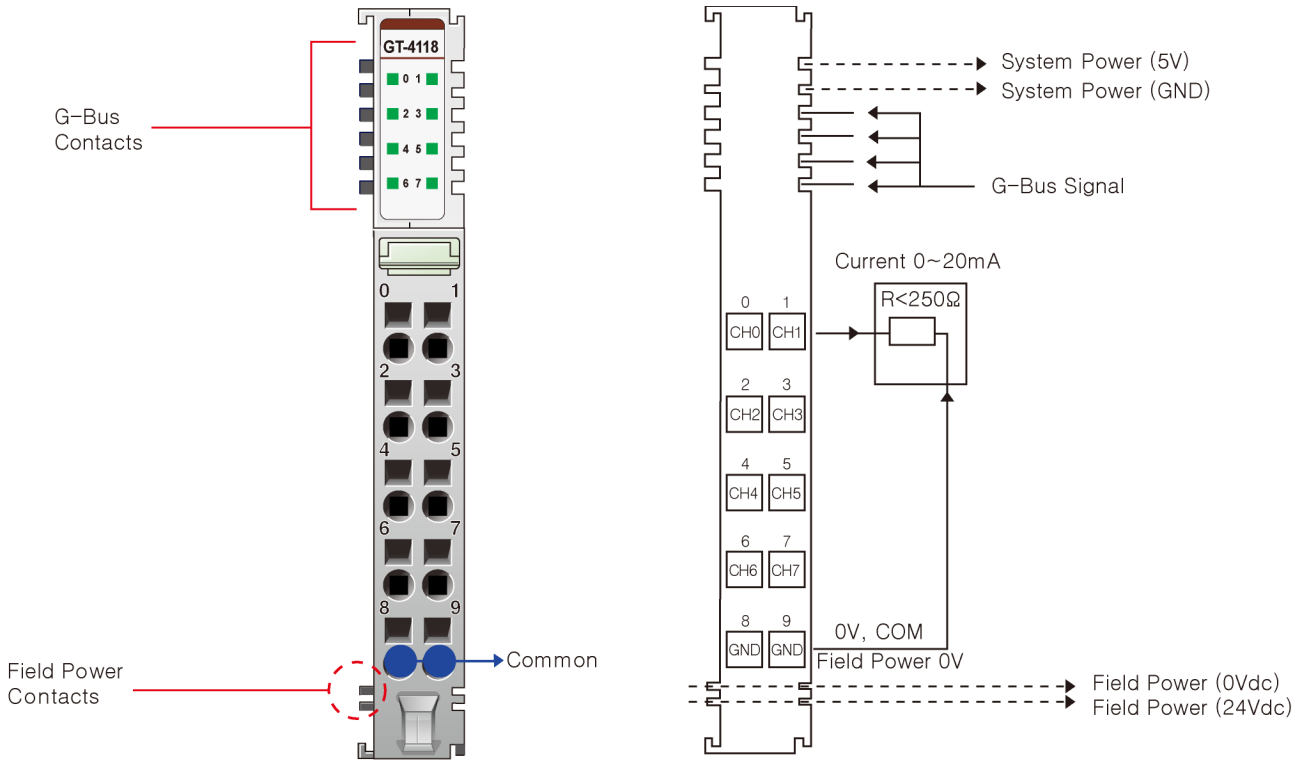 GT-4118
0 1
2 3
4 5
6 7
G-Bus
Contacts
0 1
2 3
4 5
6 7
8 9
Common
Field Power
Contacts
System Power (5V)
System Power (GND)
G-Bus Signal
Current 0~20mA
R<250Ω
0 1
CH0 CH1
2 3
CH2 CH3
4 5
CH4 CH5
6 7
CH6 CH7
8 9
GND GND
0V, COM
Field Power 0V
Field Power (0Vdc)
Field Power (24Vdc)